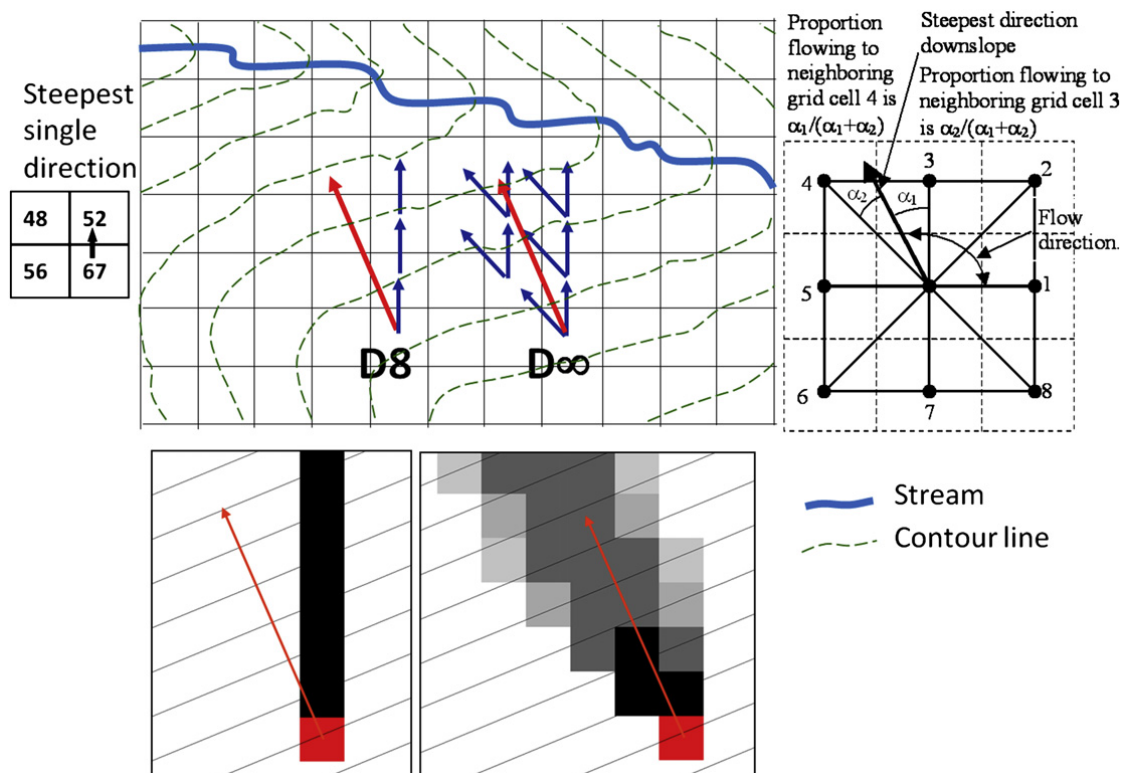 Proportion
flowing to
neighboring
grid cell 4 is
α₁/(α₁+α₂)
Steepest direction
downslope
Proportion flowing to
neighboring grid cell 3
is α₂/(α₁+α₂)
Steepest
single
direction
48 52
56 67
D8
D∞
3
4
2
α₂
α₁
Flow
direction.
5
1
6
7
8
Stream
Contour line